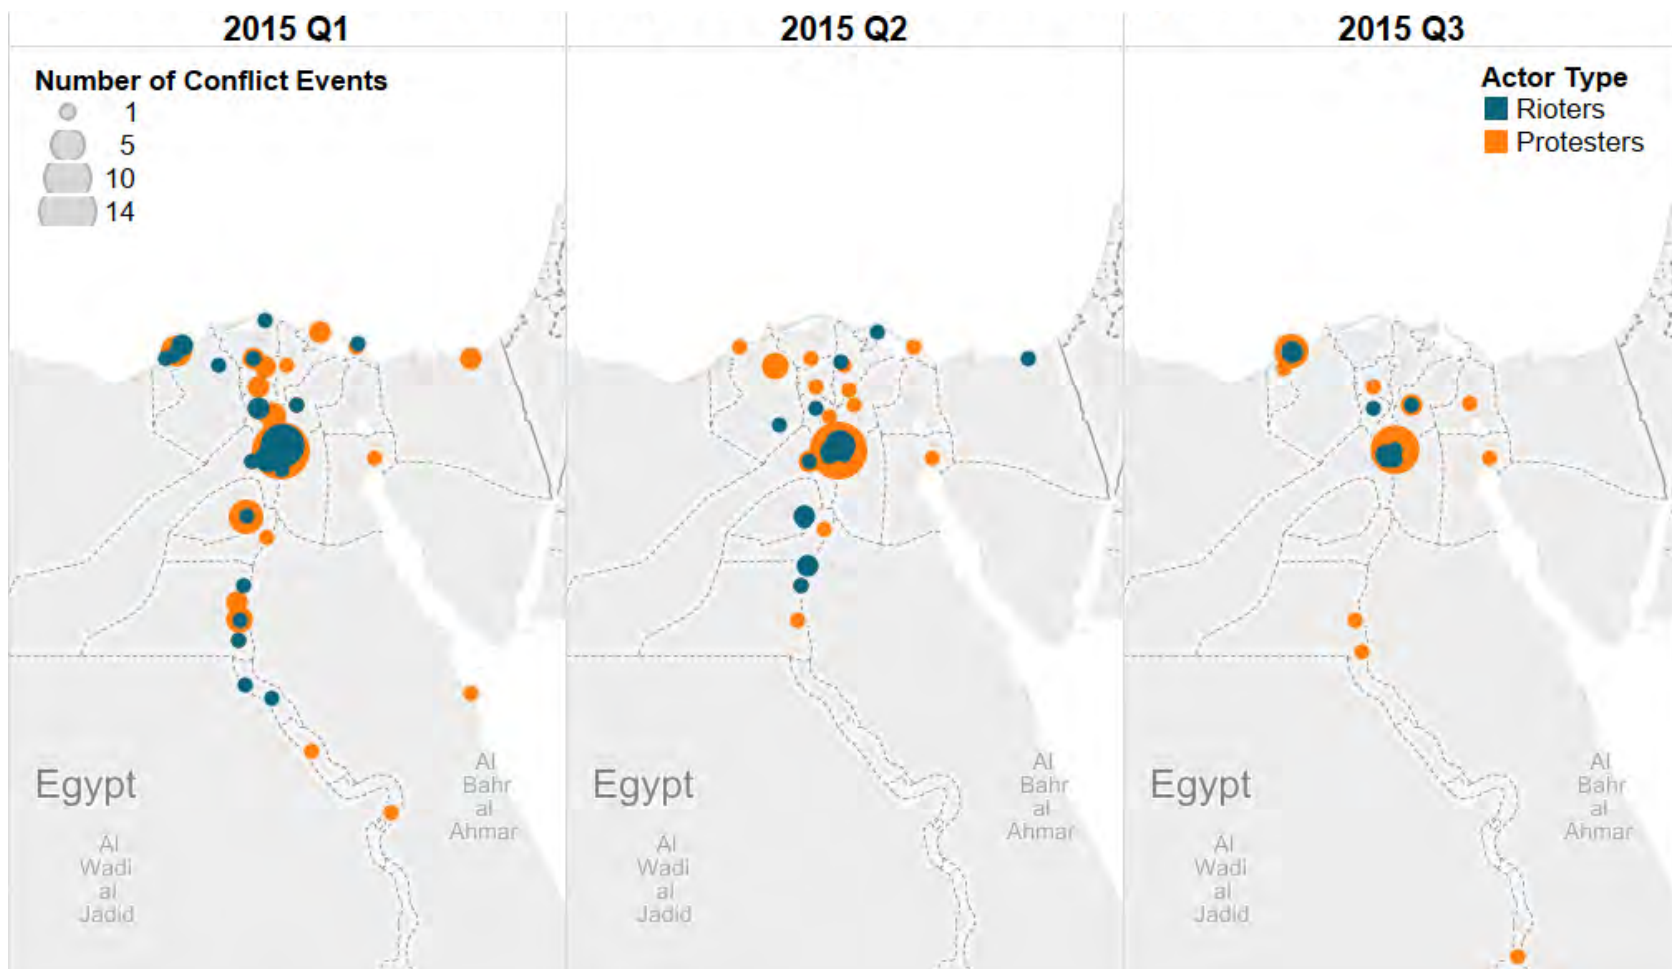 2015 Q1
2015 Q2
2015 Q3
Number of Conflict Events
1
5
10
14
Actor Type
Rioters
Protesters
Egypt
Al
Wadi
al
Jadid
Al
Bahr
al
Ahmar
Egypt
Al
Wadi
al
Jadid
Al
Bahr
al
Ahmar
Egypt
Al
Wadi
al
Jadid
Al
Bahr
al
Ahmar